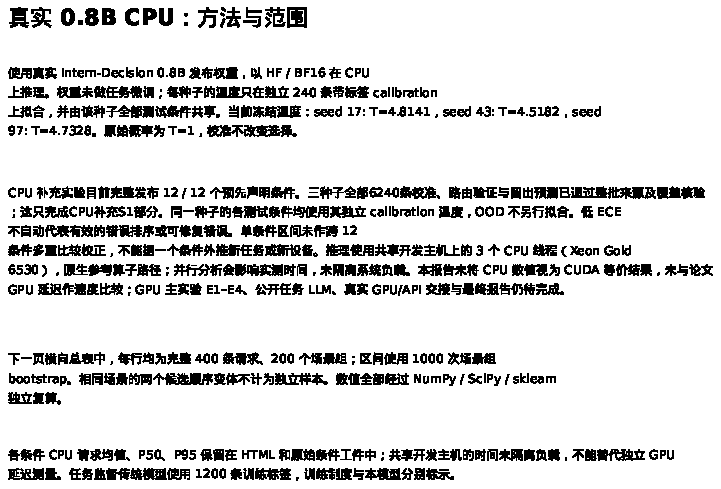 真实 0.8B CPU：方法与范围
使用真实 Intern-Decision 0.8B 发布权重，以 HF / BF16 在 CPU
上推理。权重未做任务微调；每种子的温度只在独立 240 条带标签 calibration
上拟合，并由该种子全部测试条件共享。当前冻结温度：seed 17: T=4.8141，seed 43: T=4.5182，seed
97: T=4.7328。原始概率为 T=1，校准不改变选择。
CPU 补充实验目前完整发布 12 / 12 个预先声明条件。三种子全部6240条校准、路由验证与留出预测已通过整批来源及覆盖核验
；这只完成CPU补充S1部分。同一种子的各测试条件均使用其独立 calibration 温度，OOD 不另行拟合。低 ECE
不自动代表有效的错误排序或可修复错误。单条件区间未作跨 12
条件多重比较校正，不能据一个条件外推新任务或新设备。推理使用共享开发主机上的 3 个 CPU 线程（Xeon Gold
6530），原生参考算子路径；并行分析会影响实测时间，未隔离系统负载。本报告未将 CPU 数值视为 CUDA 等价结果，未与论文
GPU 延迟作速度比较；GPU 主实验 E1–E4、公开任务 LLM、真实 GPU/API 交接与最终报告仍待完成。
下一页横向总表中，每行均为完整 400 条请求、200 个场景组；区间使用 1000 次场景组
bootstrap。相同场景的两个候选顺序变体不计为独立样本。数值全部经过 NumPy / SciPy / sklearn
独立复算。
各条件 CPU 请求均值、P50、P95 保留在 HTML 和原始条件工件中；共享开发主机的时间未隔离负载，不能替代独立 GPU
延迟测量。任务监督传统模型使用 1200 条训练标签，训练制度与本模型分别标示。